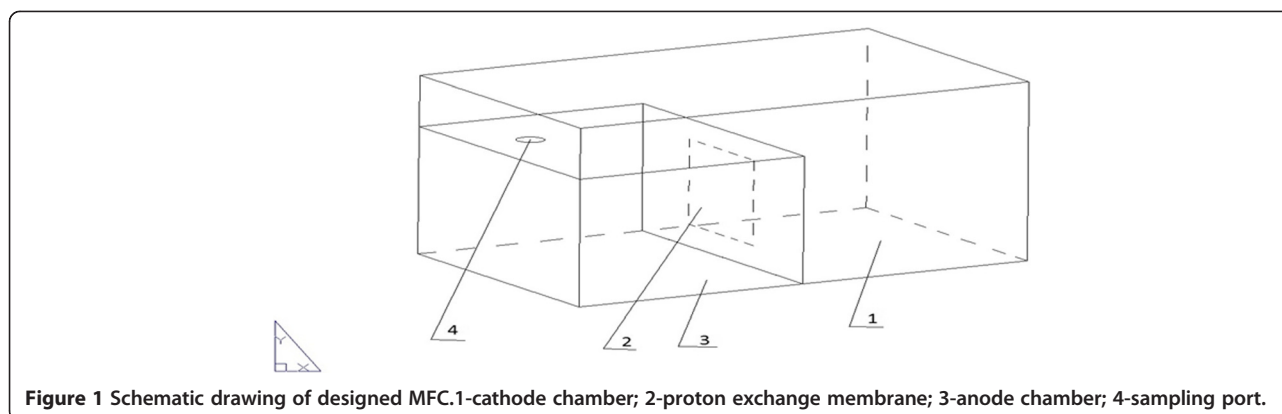 4
2
3
1
Y
X
Figure 1 Schematic drawing of designed MFC.1-cathode chamber; 2-proton exchange membrane; 3-anode chamber; 4-sampling port.